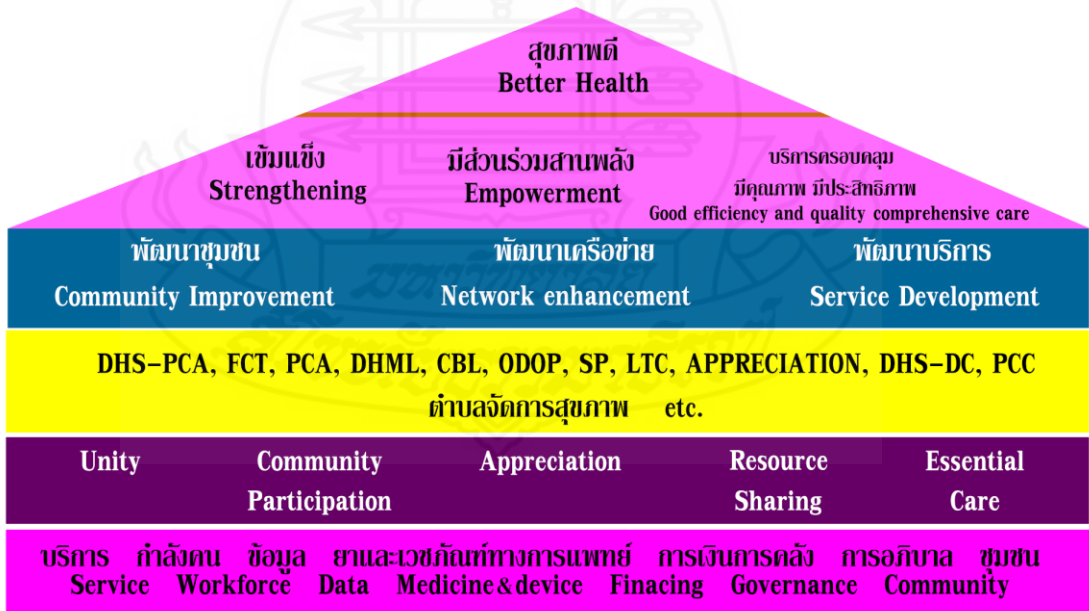 สุขภาพดี
Better Health
เข้มแข็ง
Strengthening
มีส่วนร่วมสานพลัง
Empowerment
บริการครอบคลุม
มีคุณภาพ มีประสิทธิภาพ
Good efficiency and quality comprehensive care
พัฒนาชุมชน
Community Improvement
พัฒนาเครือข่าย
Network enhancement
พัฒนาบริการ
Service Development
DHS-PCA, FCT, PCA, DHML, CBL, ODOP, SP, LTC, APPRECIATION, DHS-DC, PCC
ตำบลจัดการสุขภาพ etc.
Unity
Community
Participation
Appreciation
Resource
Sharing
Essential
Care
บริการ กำลังคน ข้อมูล ยาและเวชภัณฑ์ทางการแพทย์ การเงินการคลัง การอภิบาล ชุมชน
Service Workforce Data Medicine&device Finacing Governance Community